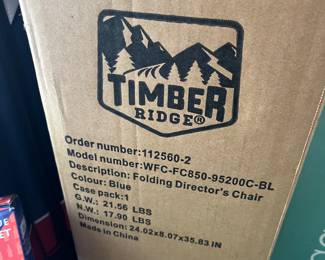 TIMBER
RIDGE®
Order number:112560-2
Model number:WFC-FC850-95200C-BL
Description: Folding Director's Chair
Colour: Blue
Case pack:1
G.W.: 21.56 LBS
N.W.: 17.90 LBS
Dimension: 24.02x8.07x35.83 IN
Made in China